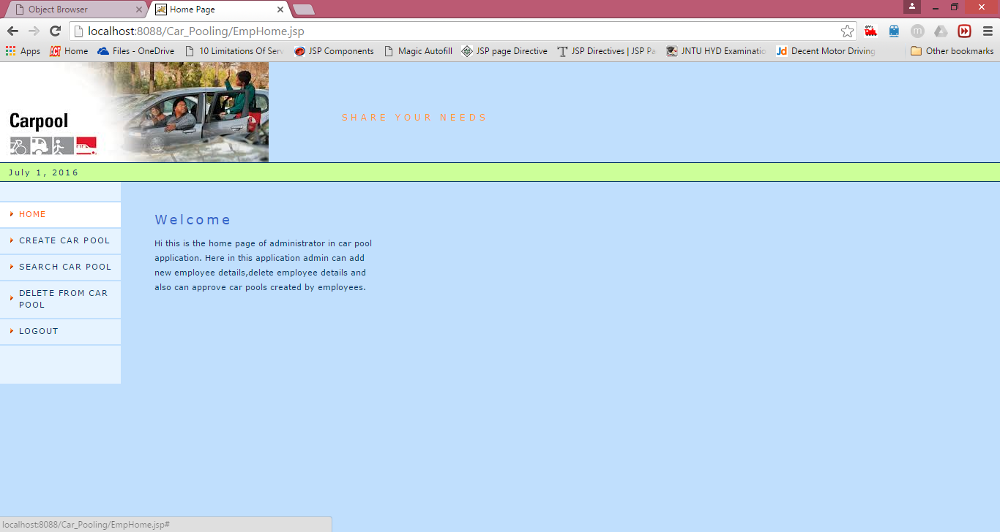 Object Browser
Home Page
localhost:8088/Car_Pooling/EmpHome.jsp
m
Apps
ACT Home
Files - OneDrive
10 Limitations Of Serv
JSP Components
Magic Autofill
JSP page Directive
JSP Directives | JSP Pa
JNTU HYD Examinatio
Jd Decent Motor Driving
Other bookmarks
Carpool
SHARE YOUR NEEDS
July 1, 2016
HOME
CREATE CAR POOL
SEARCH CAR POOL
DELETE FROM CAR
POOL
LOGOUT
Welcome
Hi this is the home page of administrator in car pool
application. Here in this application admin can add
new employee details,delete employee details and
also can approve car pools created by employees.
localhost:8088/Car_Pooling/EmpHome.jsp#